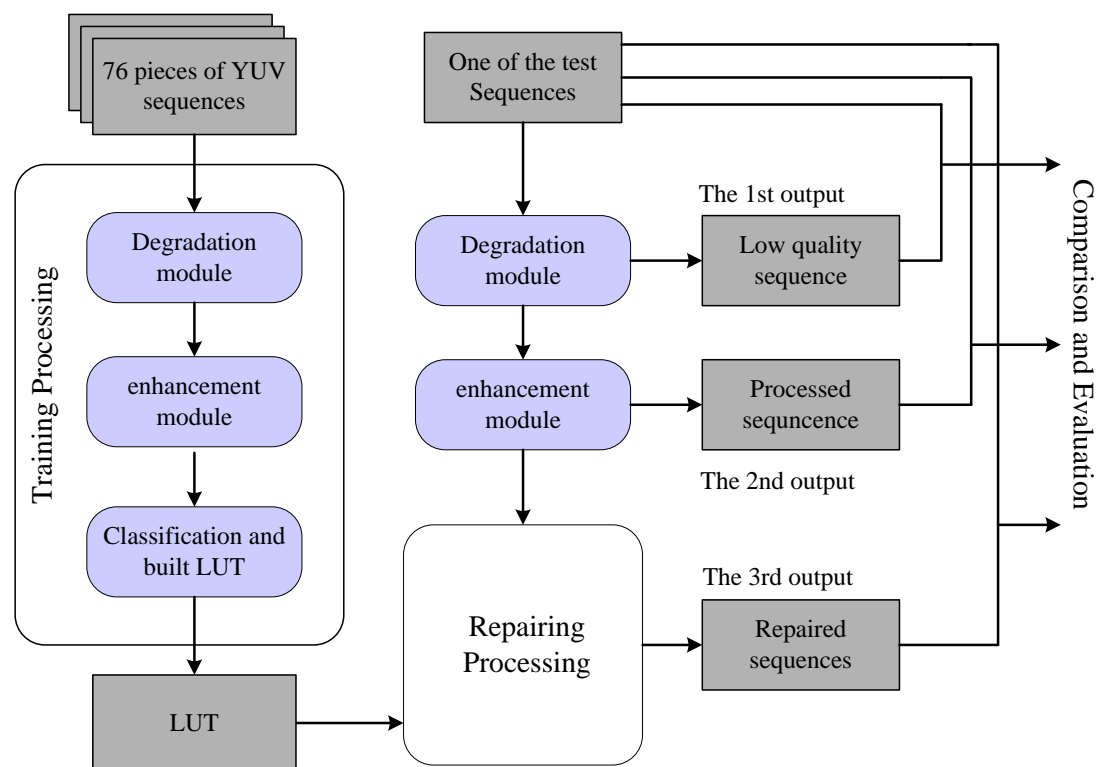 76 pieces of YUV
sequences
Training Processing
Degradation
module
enhancement
module
Classification and
built LUT
LUT
One of the test
Sequences
Degradation
module
enhancement
module
Repairing
Processing
The 1st output
Low quality
sequence
Processed
sequncence
The 2nd output
The 3rd output
Repaired
sequences
Comparison and Evaluation